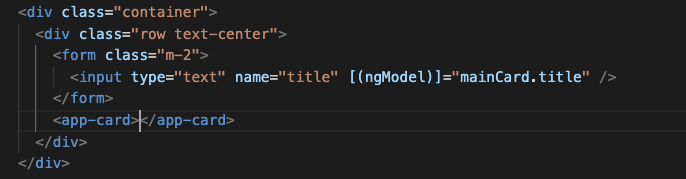 <div class="container">
<div class="row text-center">
<form class="m-2">
<input type="text" name="title" [(ngModel)]="mainCard.title" />
</form>
<app-card></app-card>
</div>
</div>